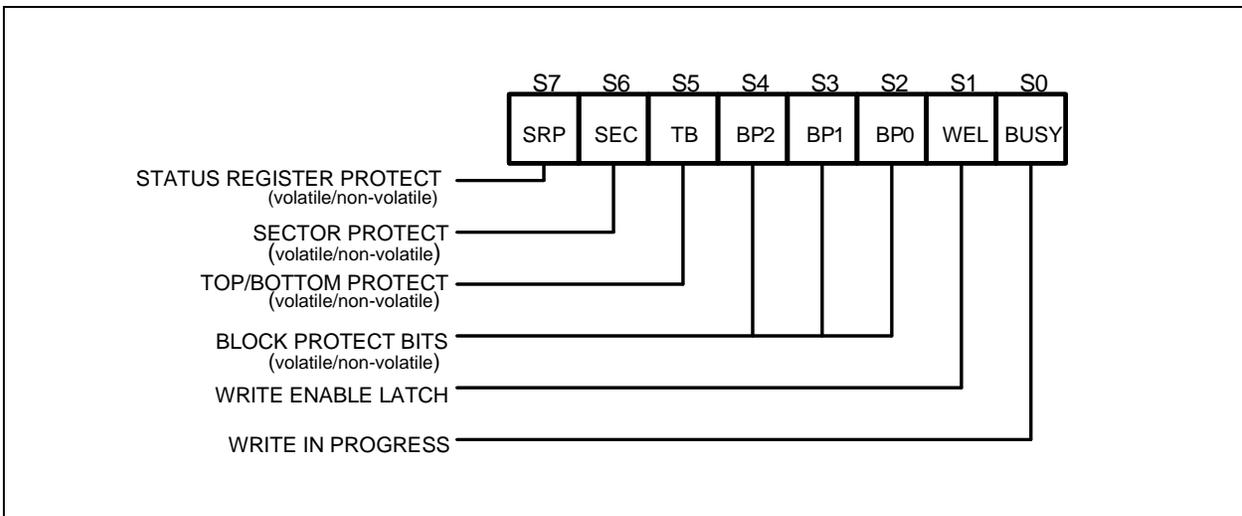 S7 S6 S5 S4 S3 S2 S1 S0
SRP SEC TB BP2 BP1 BP0 WEL BUSY
STATUS REGISTER PROTECT
(volatile/non-volatile)
SECTOR PROTECT
(volatile/non-volatile)
TOP/BOTTOM PROTECT
(volatile/non-volatile)
BLOCK PROTECT BITS
(volatile/non-volatile)
WRITE ENABLE LATCH
WRITE IN PROGRESS